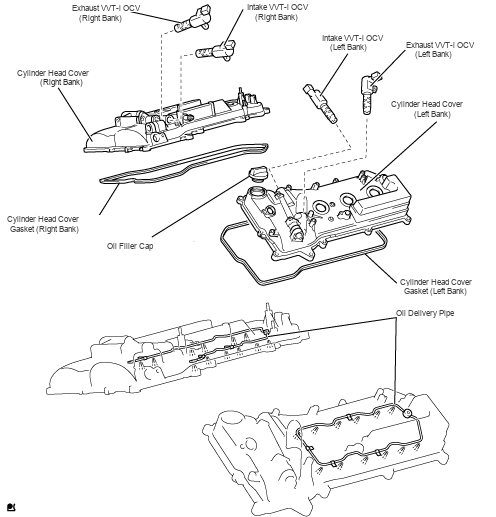 Exhaust VVT-i OCV
(Right Bank)
Intake VVT-i OCV
(Right Bank)
Intake VVT-i OCV
(Left Bank)
Exhaust VVT-i OCV
(Left Bank)
Cylinder Head Cover
(Right Bank)
Cylinder Head Cover
(Left Bank)
Cylinder Head Cover
Gasket (Right Bank)
Oil Filler Cap
Cylinder Head Cover
Gasket (Left Bank)
Oil Delivery Pipe